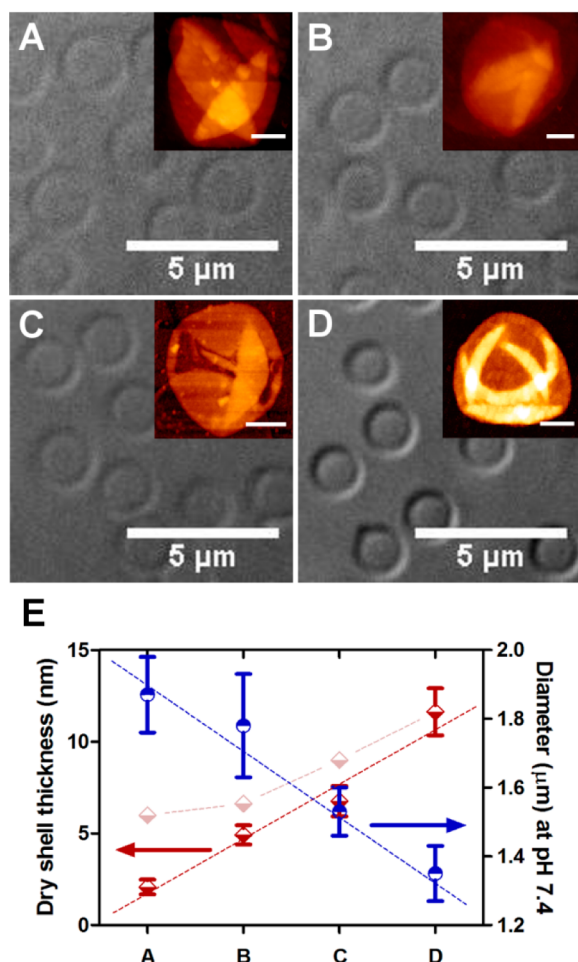 A
B
5 µm
5 µm
C
D
5 µm
5 µm
E
Dry shell thickness (nm)
15
10
5
0
2.0
1.8
1.6
1.4
1.2
Diameter (µm) at pH 7.4
A B C D